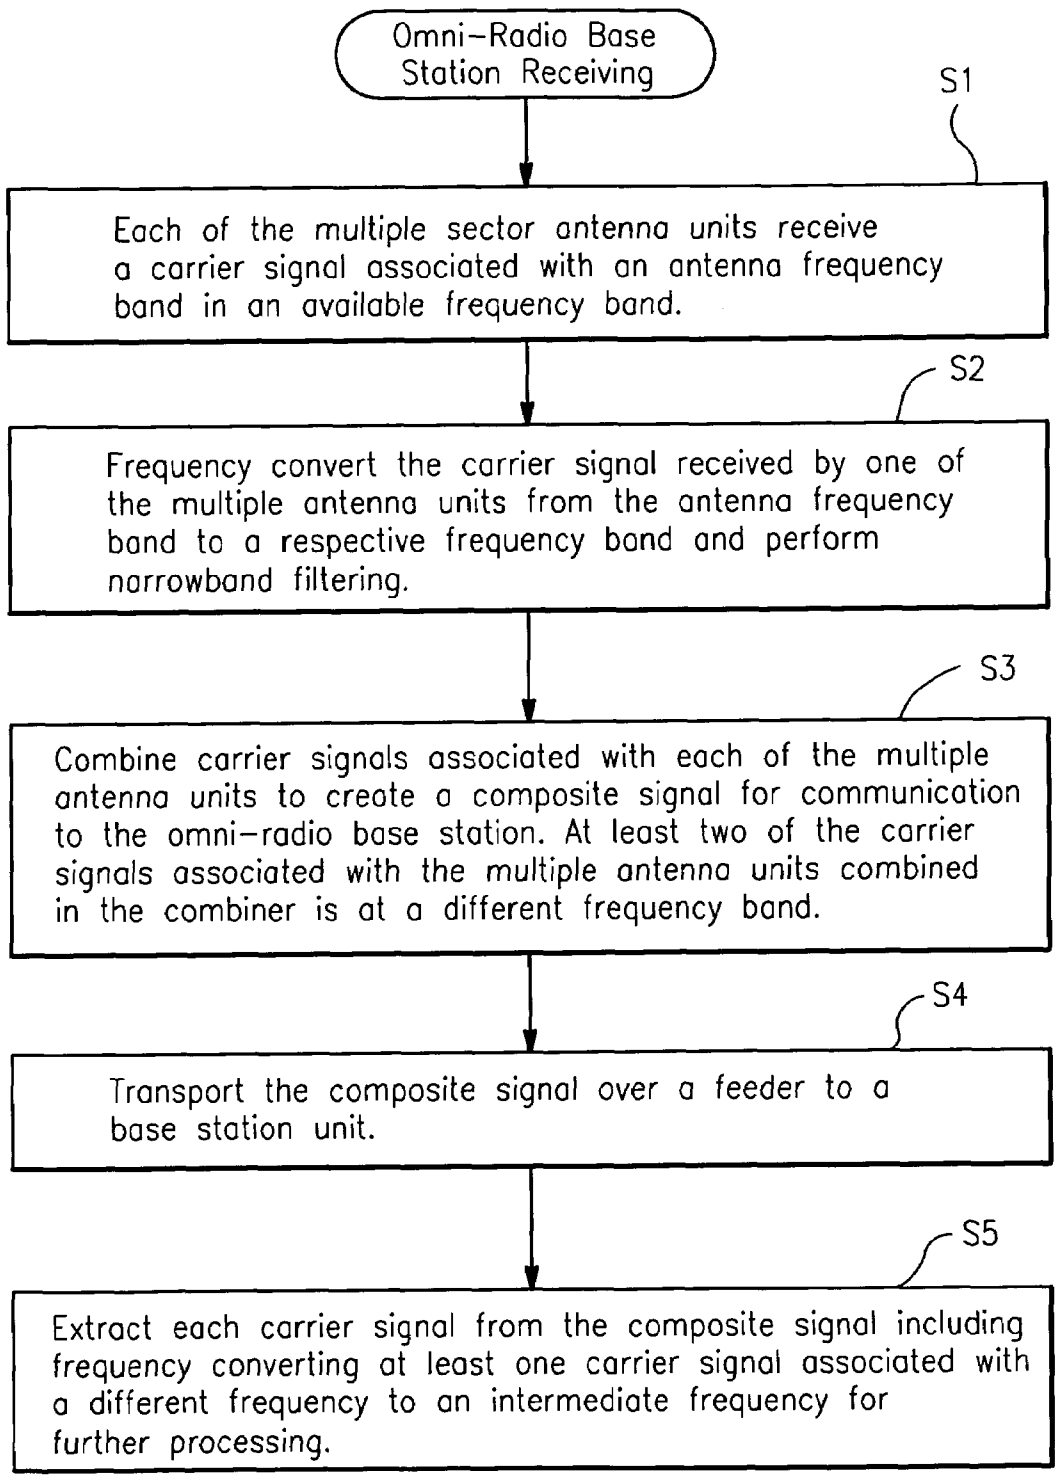 Omni-Radio Base
Station Receiving
S1
Each of the multiple sector antenna units receive
a carrier signal associated with an antenna frequency
band in an available frequency band.
S2
Frequency convert the carrier signal received by one of
the multiple antenna units from the antenna frequency
band to a respective frequency band and perform
narrowband filtering.
S3
Combine carrier signals associated with each of the multiple
antenna units to create a composite signal for communication
to the omni-radio base station. At least two of the carrier
signals associated with the multiple antenna units combined
in the combiner is at a different frequency band.
S4
Transport the composite signal over a feeder to a
base station unit.
S5
Extract each carrier signal from the composite signal including
frequency converting at least one carrier signal associated with
a different frequency to an intermediate frequency for
further processing.